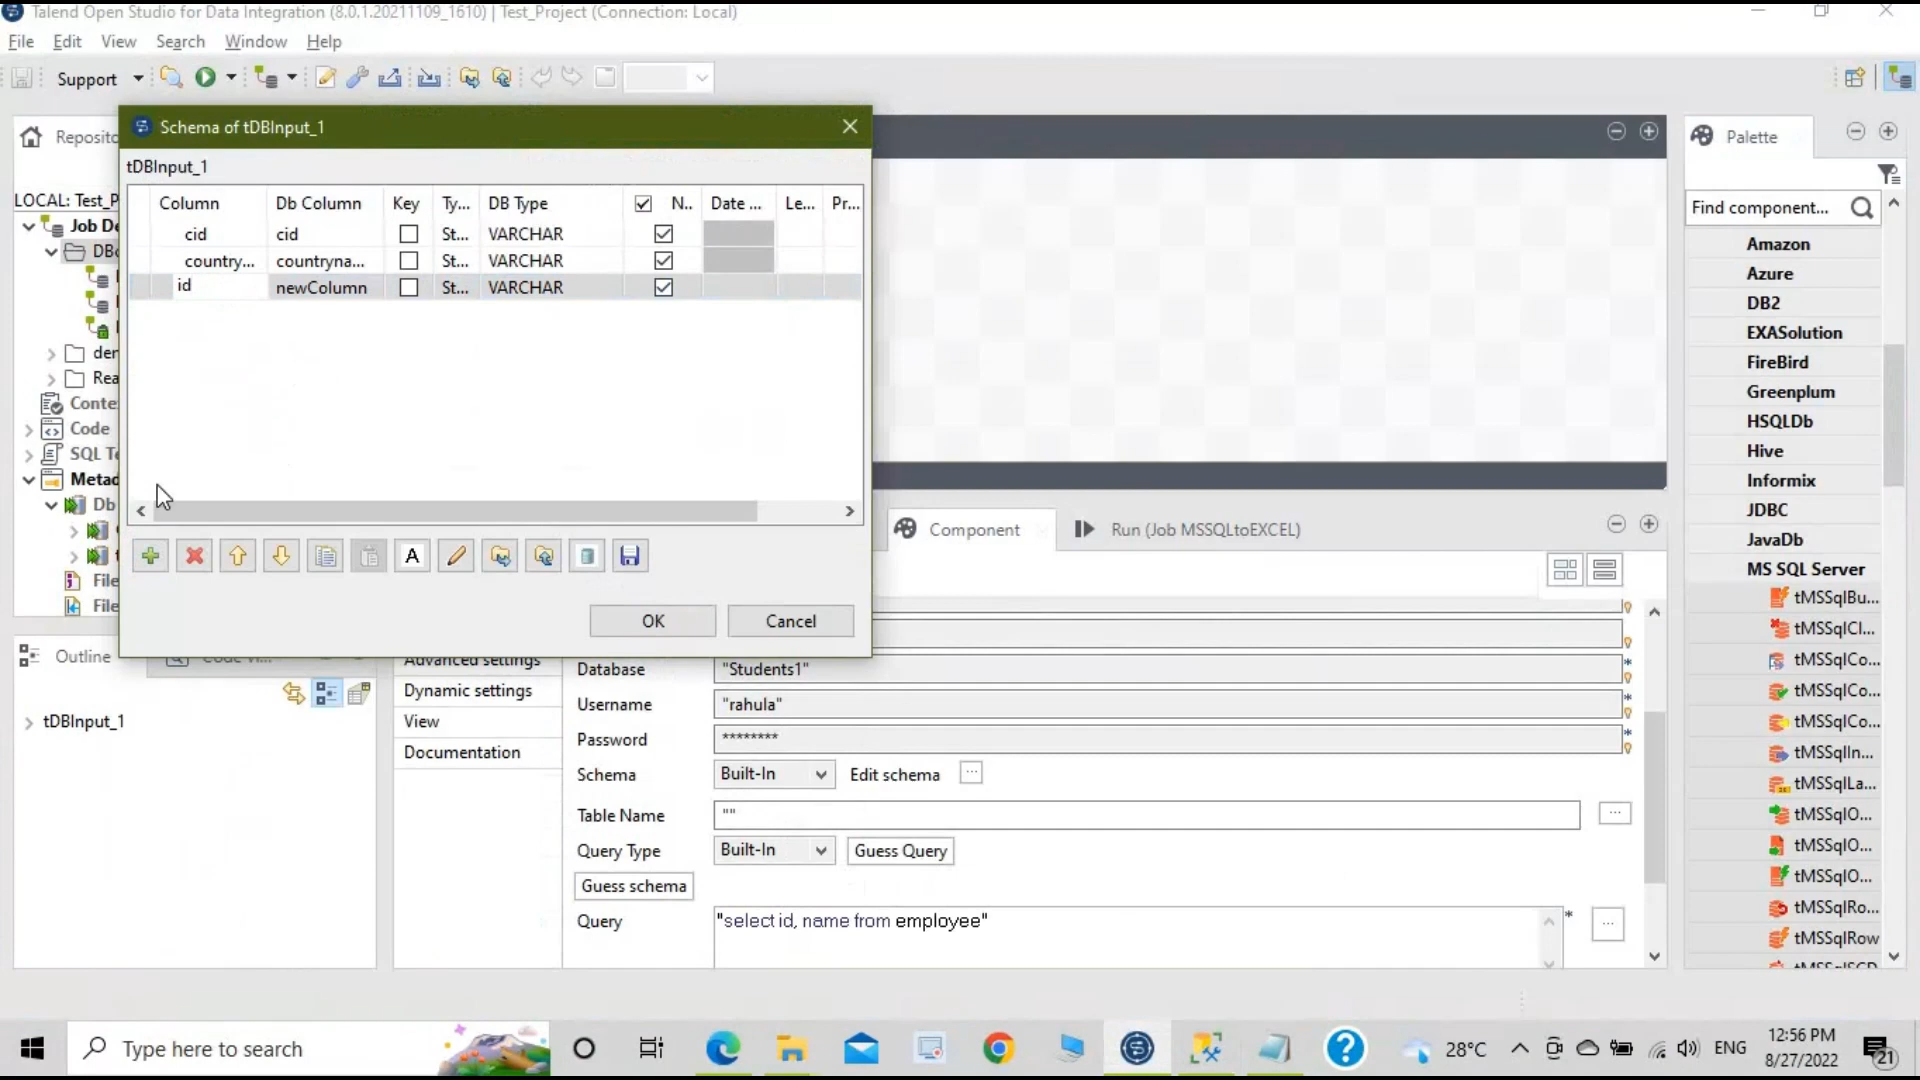 Talend Open Studio for Data Integration (8.0.1.20211109_1610) | Test_Project (Connection: Local)
File Edit View Search Window Help
Support
Reposito
LOCAL: Test_P
Job De
DBc
der
Rea
Conte
Code
SQL Te
Metad
Db
File
File
Schema of tDBInput_1
tDBInput_1
Column Db Column Key Ty... DB Type N.. Date ... Le... Pr...
cid cid St... VARCHAR
country... countryna... St... VARCHAR
id newColumn St... VARCHAR
A
OK Cancel
Outline
tDBInput_1
Component Run (Job MSSQLtoEXCEL)
Advanced settings
Dynamic settings
View
Documentation
Database "Students1"
Username "rahula"
Password ********
Schema Built-In Edit schema ...
Table Name "" ...
Query Type Built-In Guess Query
Guess schema
Query "select id, name from employee" * ...
Palette
Find component...
Amazon
Azure
DB2
EXASolution
FireBird
Greenplum
HSQLDb
Hive
Informix
JDBC
JavaDb
MS SQL Server
tMSSqlBu...
tMSSqlCl...
tMSSqlCo...
tMSSqlCo...
tMSSqlCo...
tMSSqlIn...
tMSSqlLa...
tMSSqlO...
tMSSqlO...
tMSSqlO...
tMSSqlRo...
tMSSqlRow
Type here to search
28°C ENG
12:56 PM
8/27/2022
21